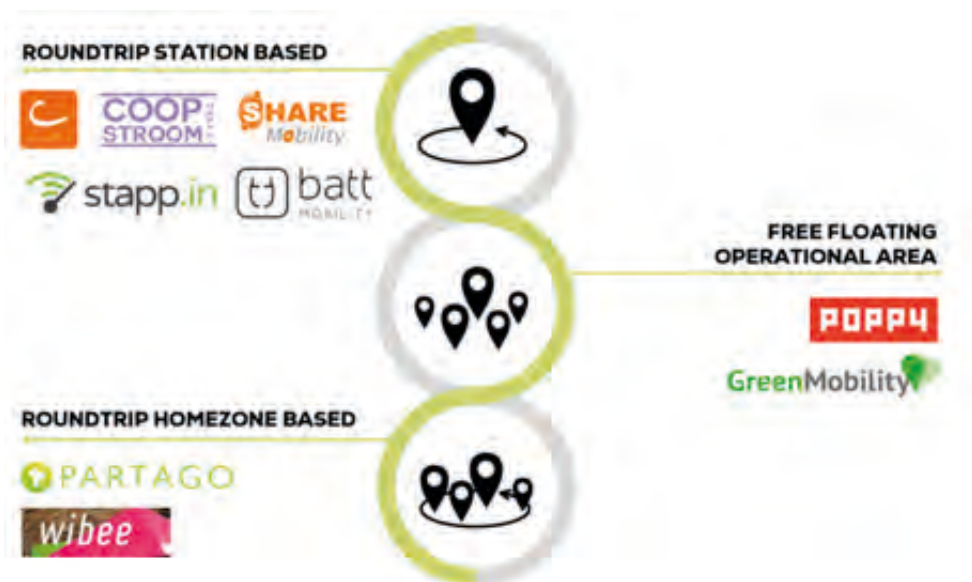 ROUNDTRIP STATION BASED
COOP
STROOM
SHARE
Mobility
stapp.in
batt
MOBILITY
FREE FLOATING
OPERATIONAL AREA
POPPY
GreenMobility
ROUNDTRIP HOMEZONE BASED
PARTAGO
wibee